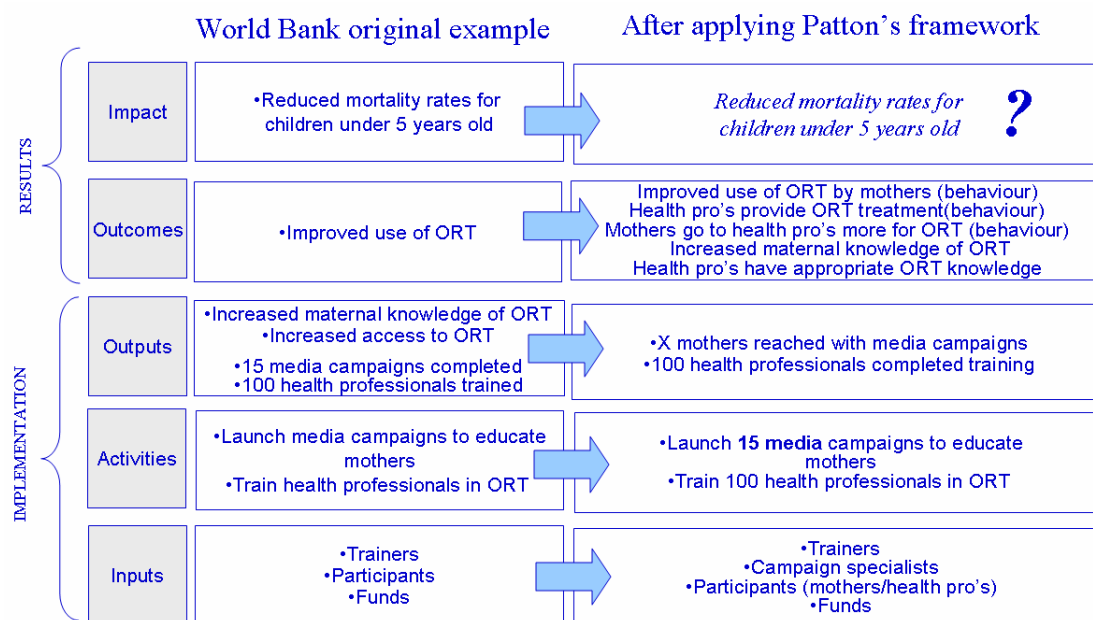 World Bank original example
After applying Patton's framework
RESULTS
Impact
•Reduced mortality rates for
children under 5 years old
Reduced mortality rates for
children under 5 years old
?
Outcomes
•Improved use of ORT
Improved use of ORT by mothers (behaviour)
Health pro's provide ORT treatment(behaviour)
Mothers go to health pro's more for ORT (behaviour)
Increased maternal knowledge of ORT
Health pro's have appropriate ORT knowledge
IMPLEMENTATION
Outputs
•Increased maternal knowledge of ORT
•Increased access to ORT
•15 media campaigns completed
•100 health professionals trained
•X mothers reached with media campaigns
•100 health professionals completed training
Activities
•Launch media campaigns to educate
mothers
•Train health professionals in ORT
•Launch 15 media campaigns to educate
mothers
•Train 100 health professionals in ORT
Inputs
•Trainers
•Participants
•Funds
•Trainers
•Campaign specialists
•Participants (mothers/health pro's)
•Funds